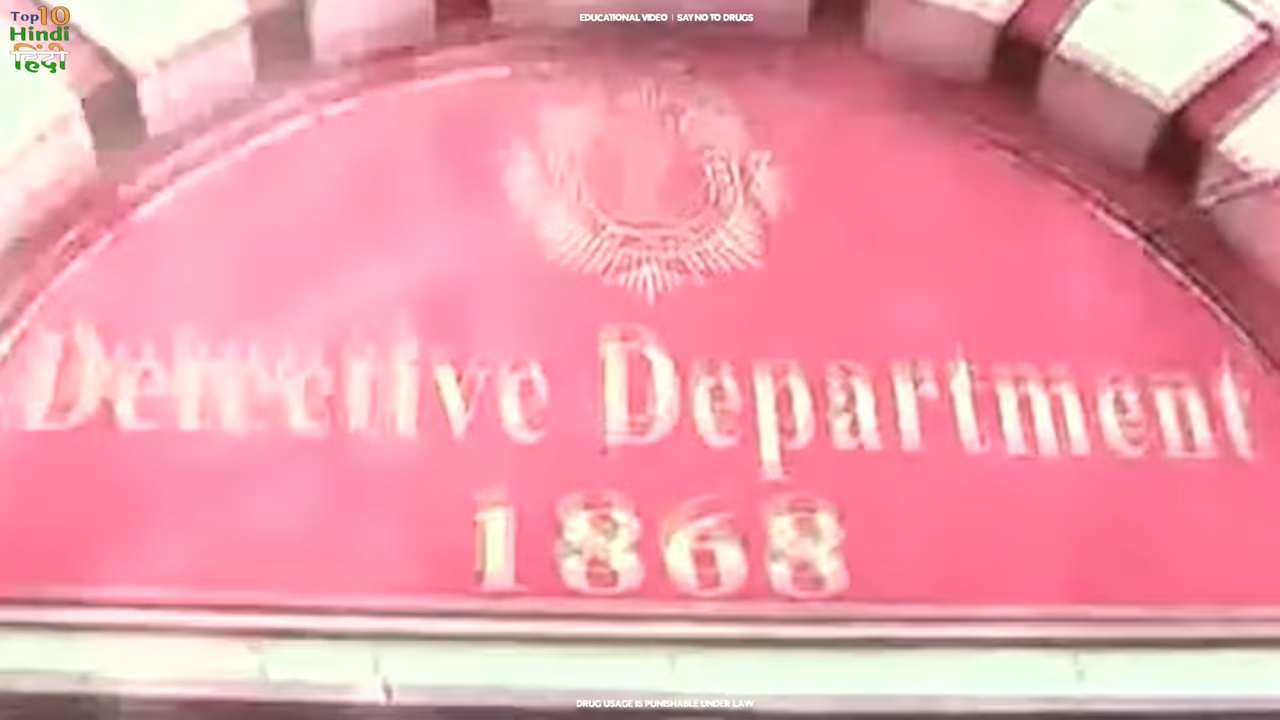 Top10
Hindi
हिंदी
EDUCATIONAL VIDEO | SAY NO TO DRUGS
Detective Department
1868
DRUG USAGE IS PUNISHABLE UNDER LAW